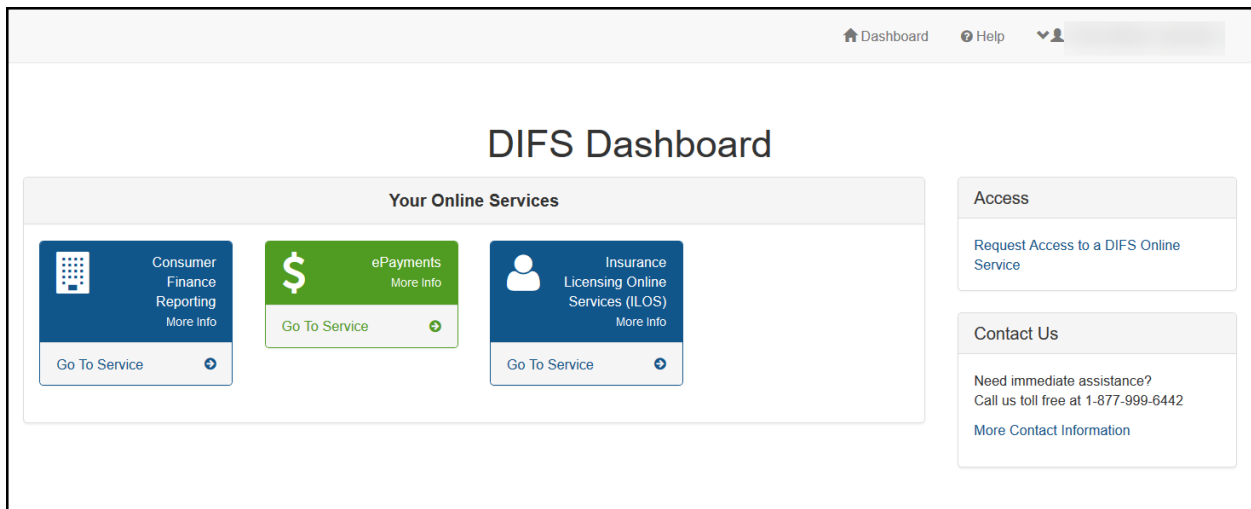 Dashboard
Help
DIFS Dashboard
Your Online Services
Consumer
Finance
Reporting
More Info
Go To Service
ePayments
More Info
Go To Service
Insurance
Licensing Online
Services (ILOS)
More Info
Go To Service
Access
Request Access to a DIFS Online
Service
Contact Us
Need immediate assistance?
Call us toll free at 1-877-999-6442
More Contact Information